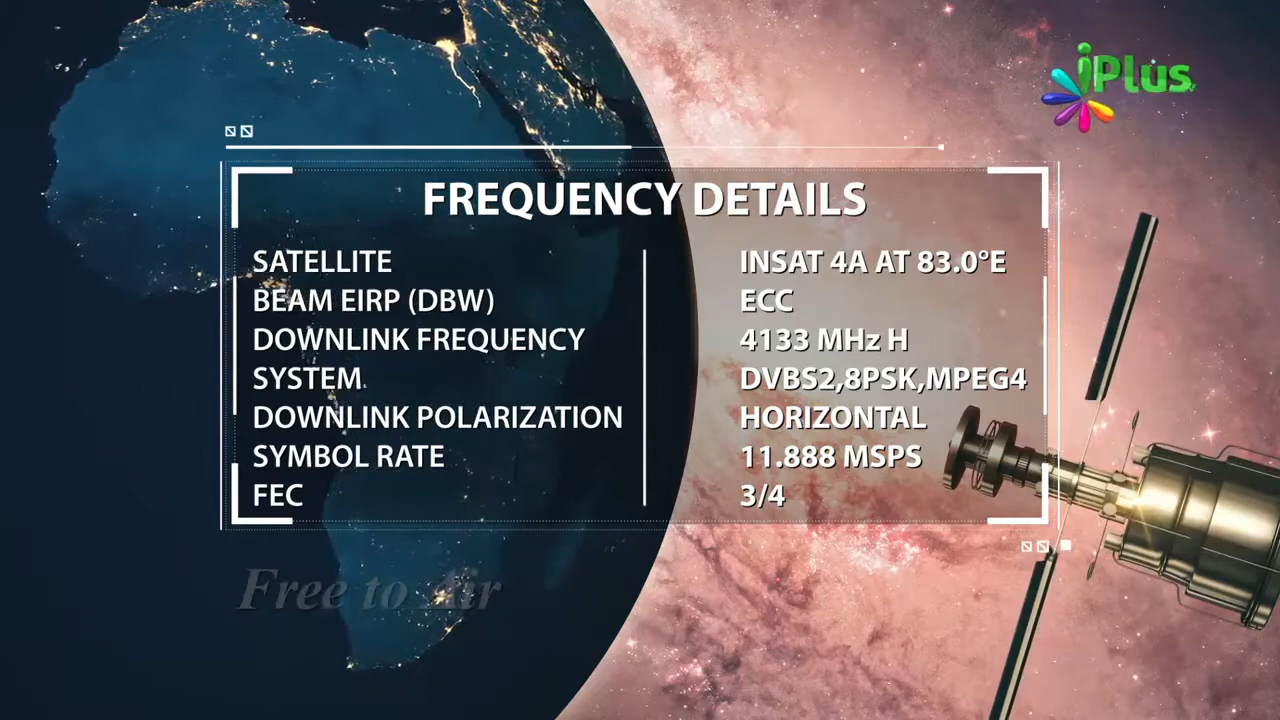 iPlus
FREQUENCY DETAILS
SATELLITE INSAT 4A AT 83.0°E
BEAM EIRP (DBW) ECC
DOWNLINK FREQUENCY 4133 MHz H
SYSTEM DVBS2,8PSK,MPEG4
DOWNLINK POLARIZATION HORIZONTAL
SYMBOL RATE 11.888 MSPS
FEC 3/4
Free to Air